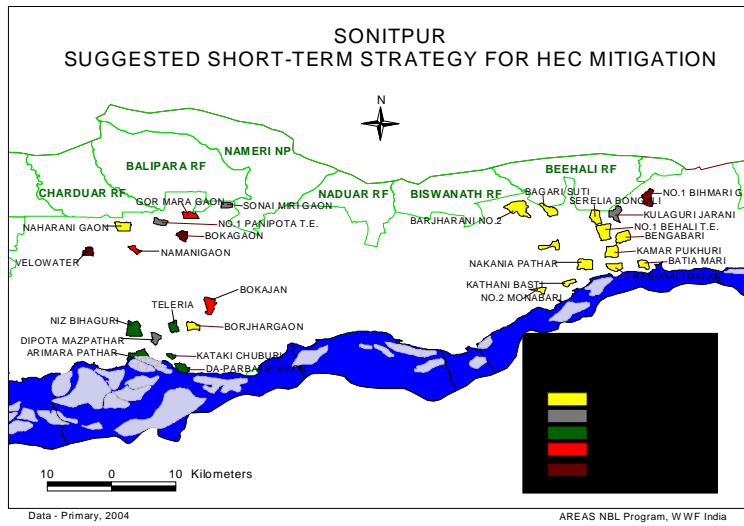 SONITPUR
SUGGESTED SHORT-TERM STRATEGY FOR HEC MITIGATION
N
NAMERI NP
BALIPARA RF
BEEHALI RF
CHARDUAR RF
NADUAR RF
BISWANATH RF
NO.1 BIHMARI G
BAGARI SUTI
SERELIA BONGALI
GOR MARA GAON
SONAI MIRI GAON
KULAGURI JARANI
BARJHARANI NO.2
NAHARANI GAON
NO.1 PANIPOTA T.E.
NO.1 BEHALI T.E.
BOKAGAON
BENGABARI
NAMANIGAON
KAMAR PUKHURI
VELOWATER
NAKANIA PATHAR
BATIA MARI
KATHANI BASTI
BOKAJAN
NO.2 MONABARI
TELERIA
NIZ BIHAGURI
BORJHARGAON
DIPOTA MAZPATHAR
ARIMARA PATHAR
KATAKI CHUBURI
DA-PARBATIA GAON
10 0 10 Kilometers
Data - Primary, 2004
AREAS NBL Program, WWF India